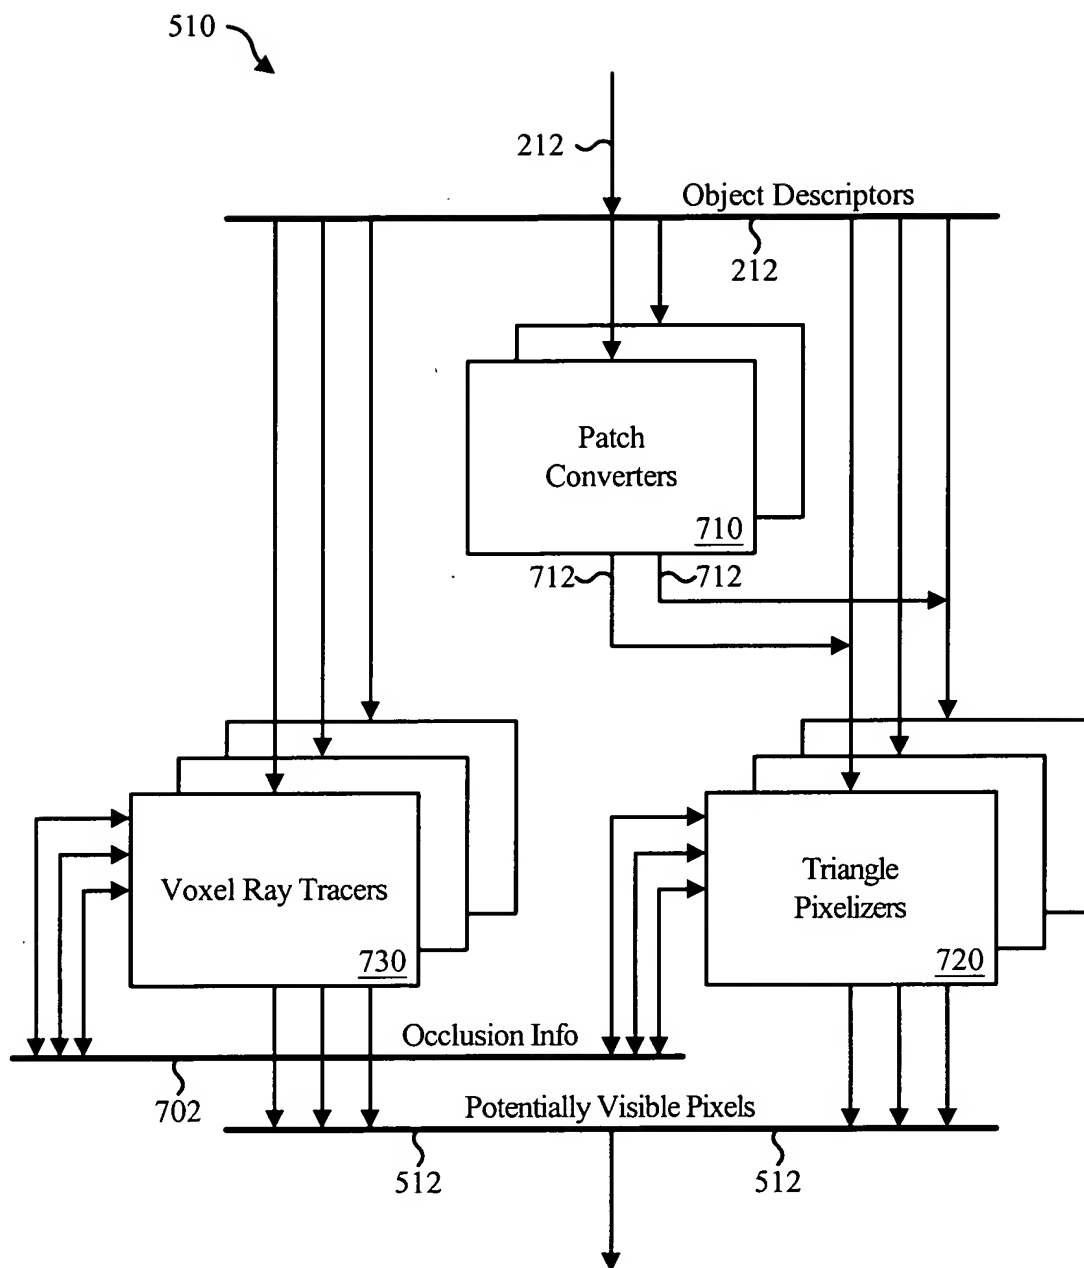 510
212
Object Descriptors
212
Patch
Converters
710
712
712
Voxel Ray Tracers
730
Triangle
Pixelizers
720
Occlusion Info
702
Potentially Visible Pixels
512
512